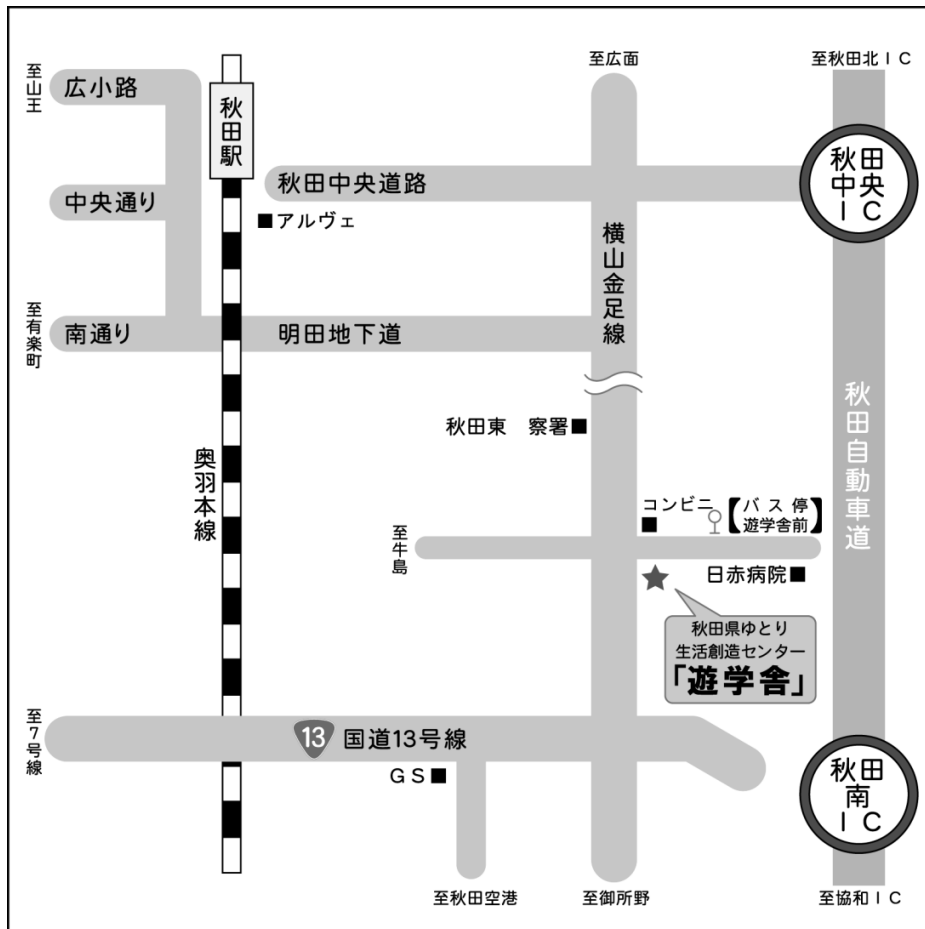 至広面
至秋田北IC
至山王
広小路
秋田駅
秋田
中央
IC
秋田中央道路
中央通り
アルヴェ
横山金足線
至有楽町
南通り
明田地下道
秋田自動車道
秋田東　察署
奥羽本線
コンビニ
バス停
遊学舎前
至牛島
日赤病院
秋田県ゆとり
生活創造センター
「遊学舎」
至7号線
13
国道13号線
GS
秋田
南
IC
至秋田空港
至御所野
至協和IC